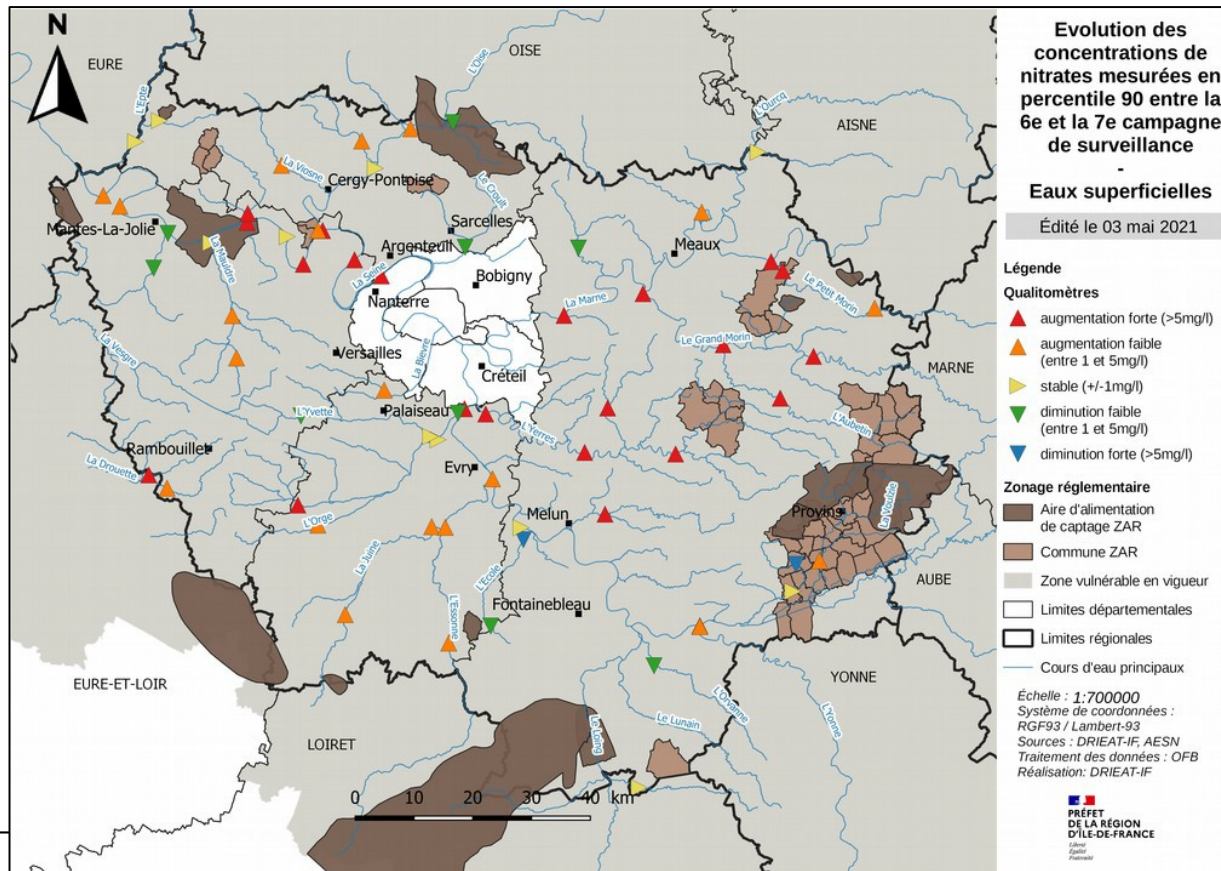 N
EURE
OISE
AISNE
MARNE
AUBE
YONNE
LOIRET
EURE-ET-LOIR
L'Epte
L'Oise
L'Ourcq
La Viosne
Cergy-Pontoise
Le Croult
Mantes-La-Jolie
Sarcelles
Argenteuil
La Mauldre
La Seine
Bobigny
Nanterre
Meaux
La Marne
Le Petit Morin
Le Grand Morin
La Vesgre
Versailles
La Bièvre
Créteil
L'Yvette
Palaiseau
L'Yerres
L'Aubetin
Rambouillet
La Drouette
Evry
L'Orge
Melun
Provins
La Voulzie
La Juine
L'Ecole
L'Essonne
Fontainebleau
Le Loing
Le Lunain
L'Orvanne
L'Yonne
0 10 20 30 40 km
Evolution des
concentrations de
nitrates mesurées en
percentile 90 entre la
6e et la 7e campagne
de surveillance
-
Eaux superficielles
Édité le 03 mai 2021
Légende
Qualitomètres
augmentation forte (>5mg/l)
augmentation faible
(entre 1 et 5mg/l)
stable (+/-1mg/l)
diminution faible
(entre 1 et 5mg/l)
diminution forte (>5mg/l)
Zonage réglementaire
Aire d'alimentation
de captage ZAR
Commune ZAR
Zone vulnérable en vigueur
Limites départementales
Limites régionales
Cours d'eau principaux
Échelle : 1:700000
Système de coordonnées :
RGF93 / Lambert-93
Sources : DRIEAT-IF, AESN
Traitement des données : OFB
Réalisation: DRIEAT-IF
PRÉFET
DE LA RÉGION
D'ÎLE-DE-FRANCE
Liberté
Égalité
Fraternité